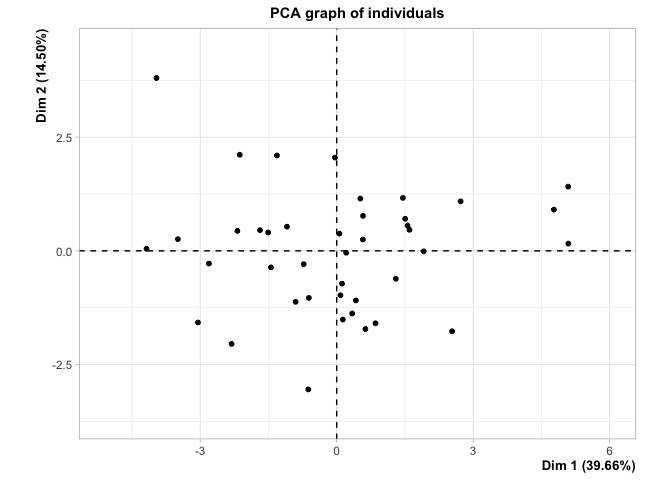 PCA graph of individuals
Dim 2 (14.50%)
2.5
0.0
-2.5
-3 0 3 6
Dim 1 (39.66%)